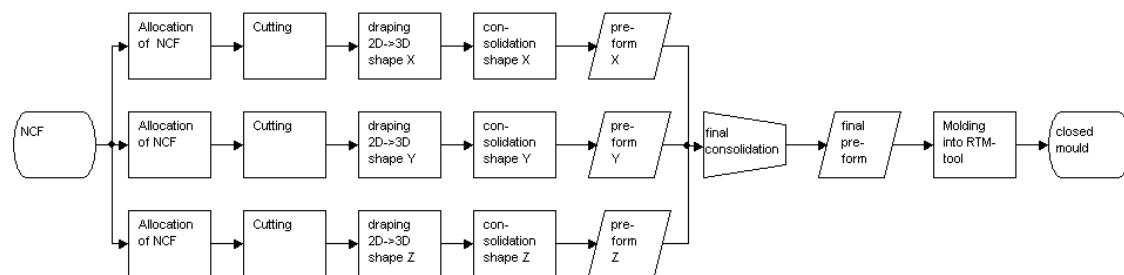 Allocation
of NCF
Cutting
draping
2D->3D
shape X
con-
solidation
shape X
pre-
form
X
NCF
Allocation
of NCF
Cutting
draping
2D->3D
shape Y
con-
solidation
shape Y
pre-
form
Y
final
consolidation
final
pre-
form
Molding
into RTM-
tool
closed
mould
Allocation
of NCF
Cutting
draping
2D->3D
shape Z
con-
solidation
shape Z
pre-
form
Z